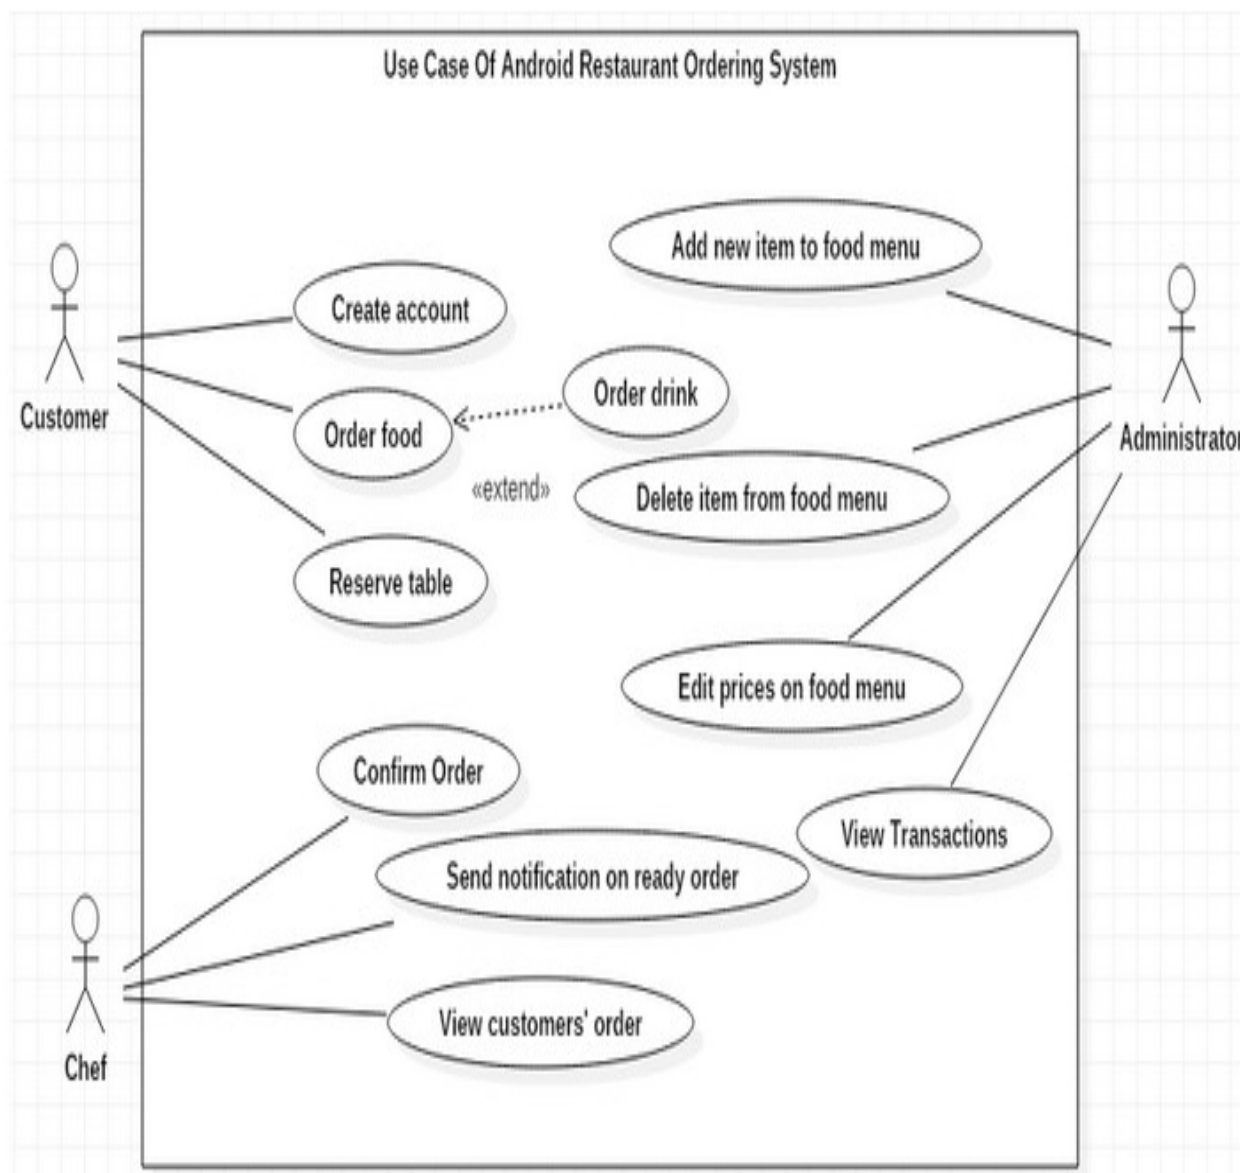 Use Case Of Android Restaurant Ordering System
Add new item to food menu
Create account
Order drink
Customer
Order food
Administrator
«extend»
Delete item from food menu
Reserve table
Edit prices on food menu
Confirm Order
View Transactions
Send notification on ready order
View customers' order
Chef